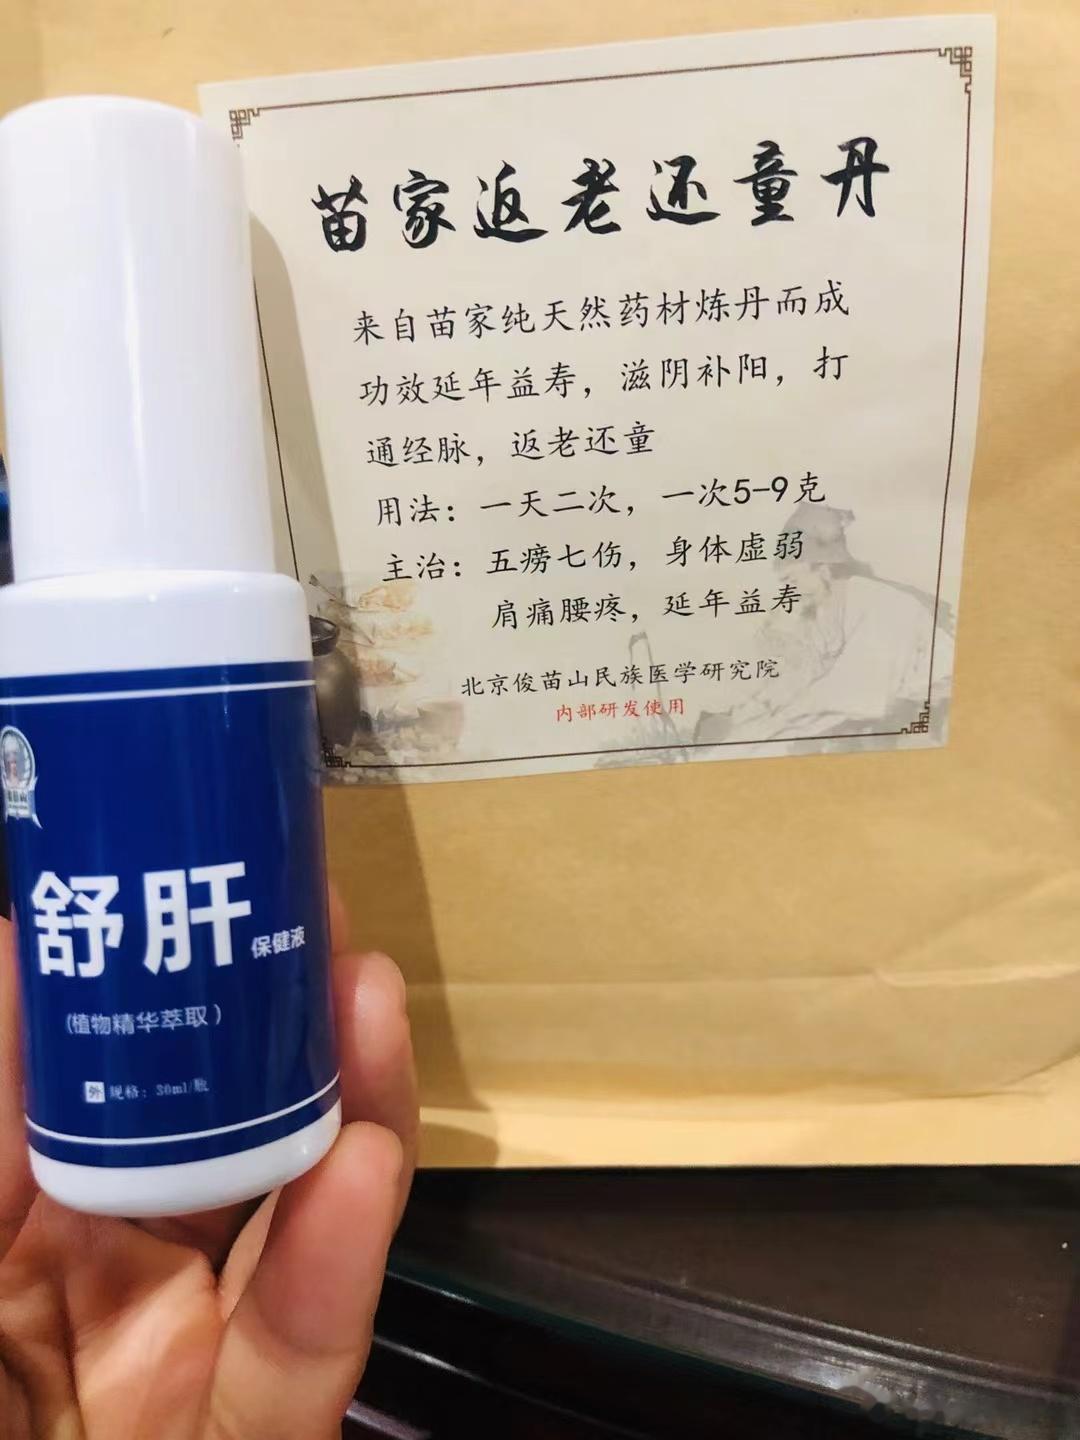 苗家返老还童丹
来自苗家纯天然药材炼丹而成
功效延年益寿，滋阴补阳，打
通经脉，返老还童
用法：一天二次，一次5-9克
主治：五痨七伤，身体虚弱
肩痛腰疼，延年益寿
北京俊苗山民族医学研究院
内部研发使用
舒肝保健液
(植物精华萃取)
外 规格：30ml/瓶